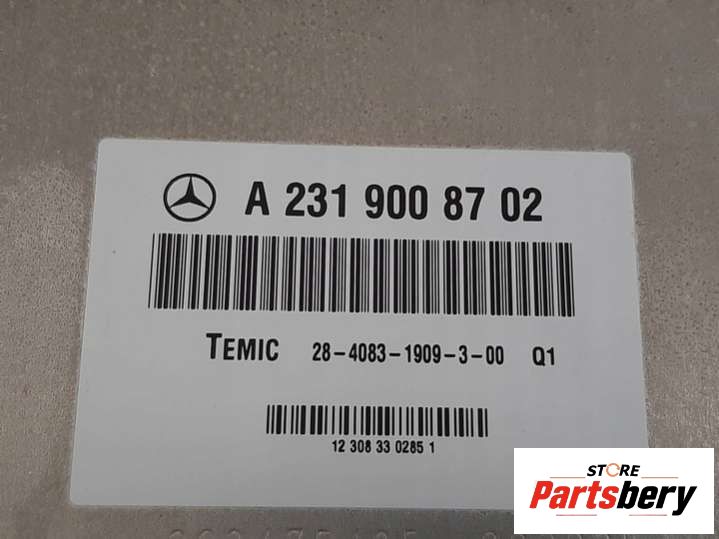 A 231 900 87 02
TEMIC 28-4083-1909-3-00 Q1
12 308 33 0285 1
STORE
Partsbery